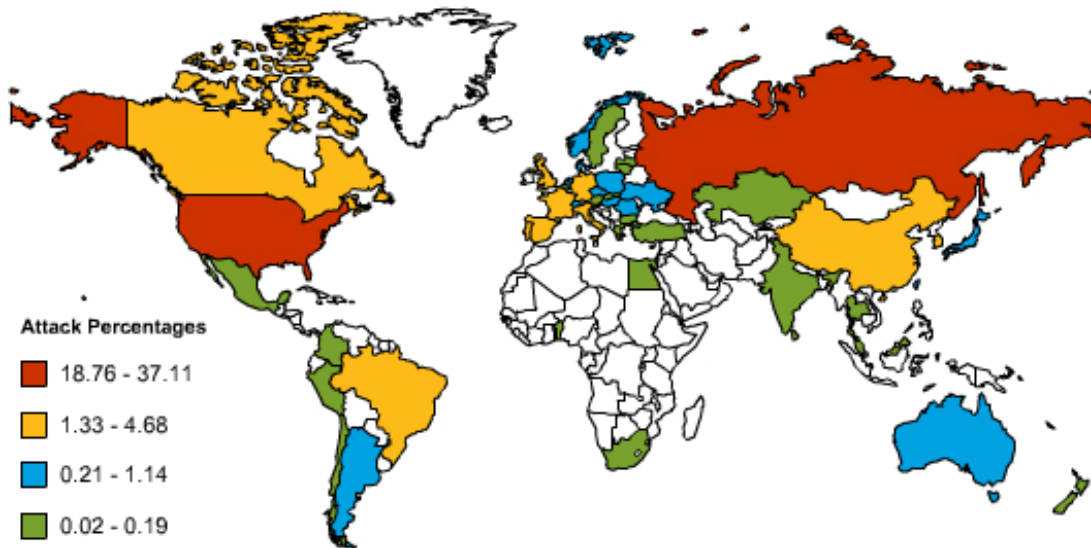 Attack Percentages
18.76 - 37.11
1.33 - 4.68
0.21 - 1.14
0.02 - 0.19